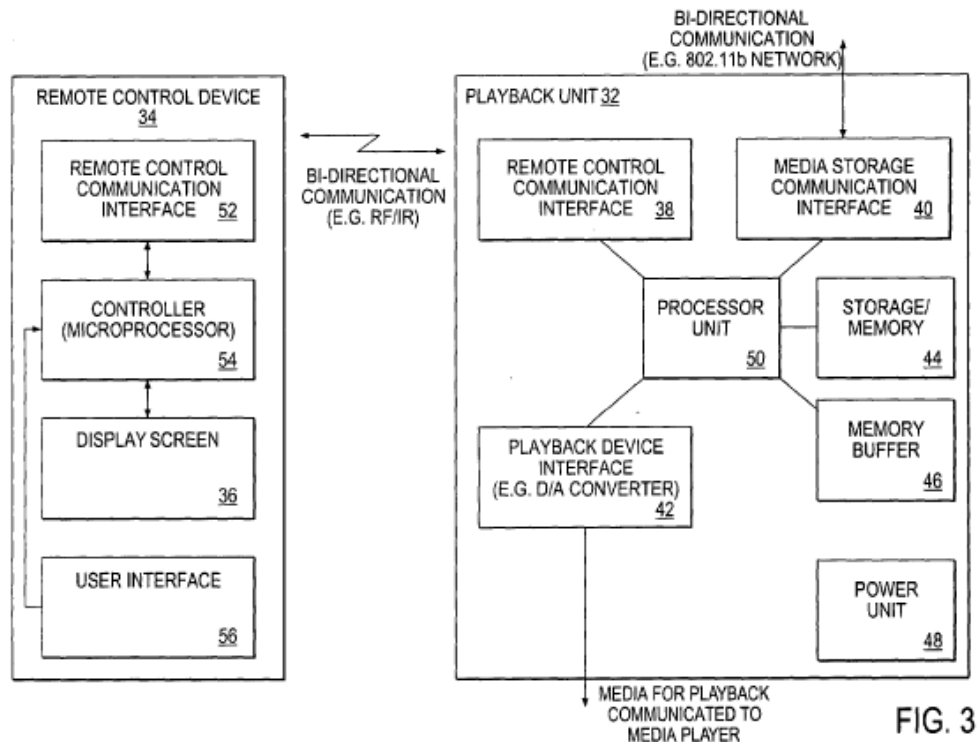 REMOTE CONTROL DEVICE
34
REMOTE CONTROL
COMMUNICATION
INTERFACE
52
CONTROLLER
(MICROPROCESSOR)
54
DISPLAY SCREEN
36
USER INTERFACE
56
BI-DIRECTIONAL
COMMUNICATION
(E.G. RF/IR)
BI-DIRECTIONAL
COMMUNICATION
(E.G. 802.11b NETWORK)
PLAYBACK UNIT 32
REMOTE CONTROL
COMMUNICATION
INTERFACE
38
MEDIA STORAGE
COMMUNICATION
INTERFACE
40
PROCESSOR
UNIT
50
STORAGE/
MEMORY
44
PLAYBACK DEVICE
INTERFACE
(E.G. D/A CONVERTER)
42
MEMORY
BUFFER
46
POWER
UNIT
48
MEDIA FOR PLAYBACK
COMMUNICATED TO
MEDIA PLAYER
FIG. 3